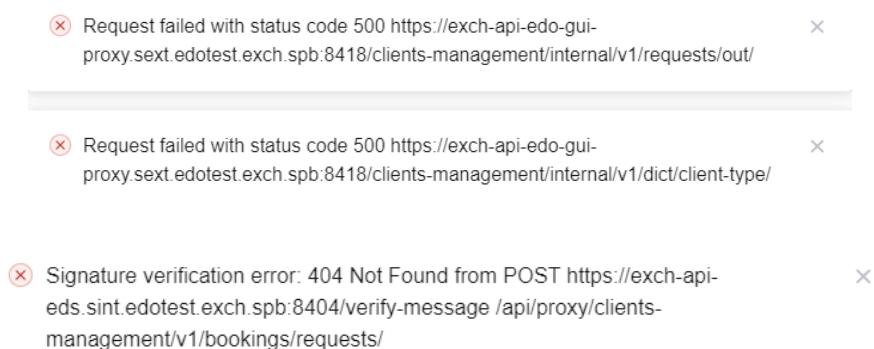 Request failed with status code 500 https://exch-api-edo-gui-
proxy.sext.edotest.exch.spb:8418/clients-management/internal/v1/requests/out/
Request failed with status code 500 https://exch-api-edo-gui-
proxy.sext.edotest.exch.spb:8418/clients-management/internal/v1/dict/client-type/
Signature verification error: 404 Not Found from POST https://exch-api-
eds.sint.edotest.exch.spb:8404/verify-message /api/proxy/clients-
management/v1/bookings/requests/